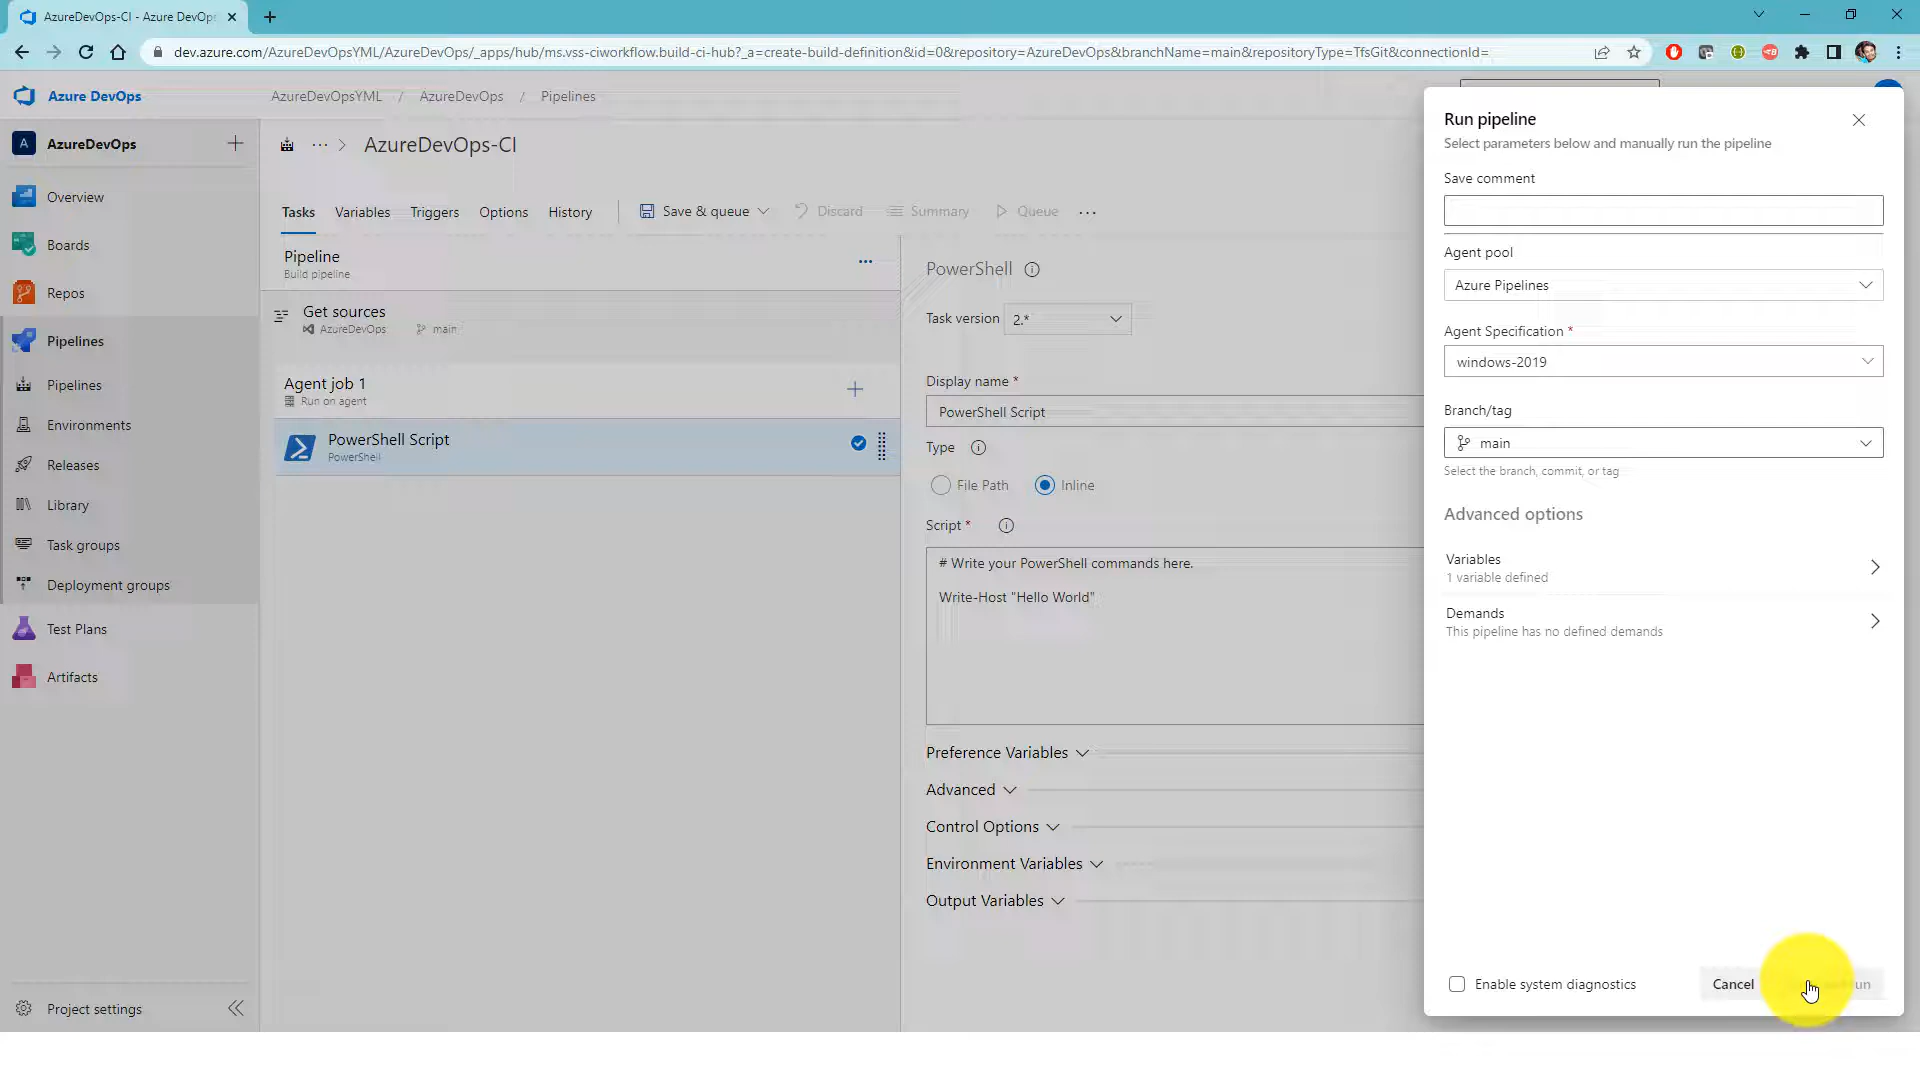 AzureDevOps-CI - Azure DevOps
dev.azure.com/AzureDevOpsYML/AzureDevOps/_apps/hub/ms.vss-ciworkflow.build-ci-hub?_a=create-build-definition&id=0&repository=AzureDevOps&branchName=main&repositoryType=TfsGit&connectionId=
Azure DevOps
AzureDevOpsYML / AzureDevOps / Pipelines
A AzureDevOps
Overview
Boards
Repos
Pipelines
Pipelines
Environments
Releases
Library
Task groups
Deployment groups
Test Plans
Artifacts
Project settings
··· > AzureDevOps-CI
Tasks Variables Triggers Options History Save & queue Discard Summary Queue ···
Pipeline
Build pipeline
Get sources
AzureDevOps main
Agent job 1
Run on agent
PowerShell Script
PowerShell
PowerShell
Task version 2.*
Display name *
PowerShell Script
Type
File Path Inline
Script *
# Write your PowerShell commands here.
Write-Host "Hello World"
Preference Variables
Advanced
Control Options
Environment Variables
Output Variables
Run pipeline
Select parameters below and manually run the pipeline
Save comment
Agent pool
Azure Pipelines
Agent Specification *
windows-2019
Branch/tag
main
Select the branch, commit, or tag
Advanced options
Variables
1 variable defined
Demands
This pipeline has no defined demands
Enable system diagnostics
Cancel